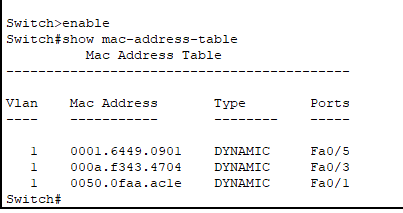 Switch>enable
Switch#show mac-address-table
          Mac Address Table
-------------------------------------------

Vlan    Mac Address       Type        Ports
----    -----------       --------    -----

   1    0001.6449.0901    DYNAMIC     Fa0/5
   1    000a.f343.4704    DYNAMIC     Fa0/3
   1    0050.0faa.ac1e    DYNAMIC     Fa0/1
Switch#